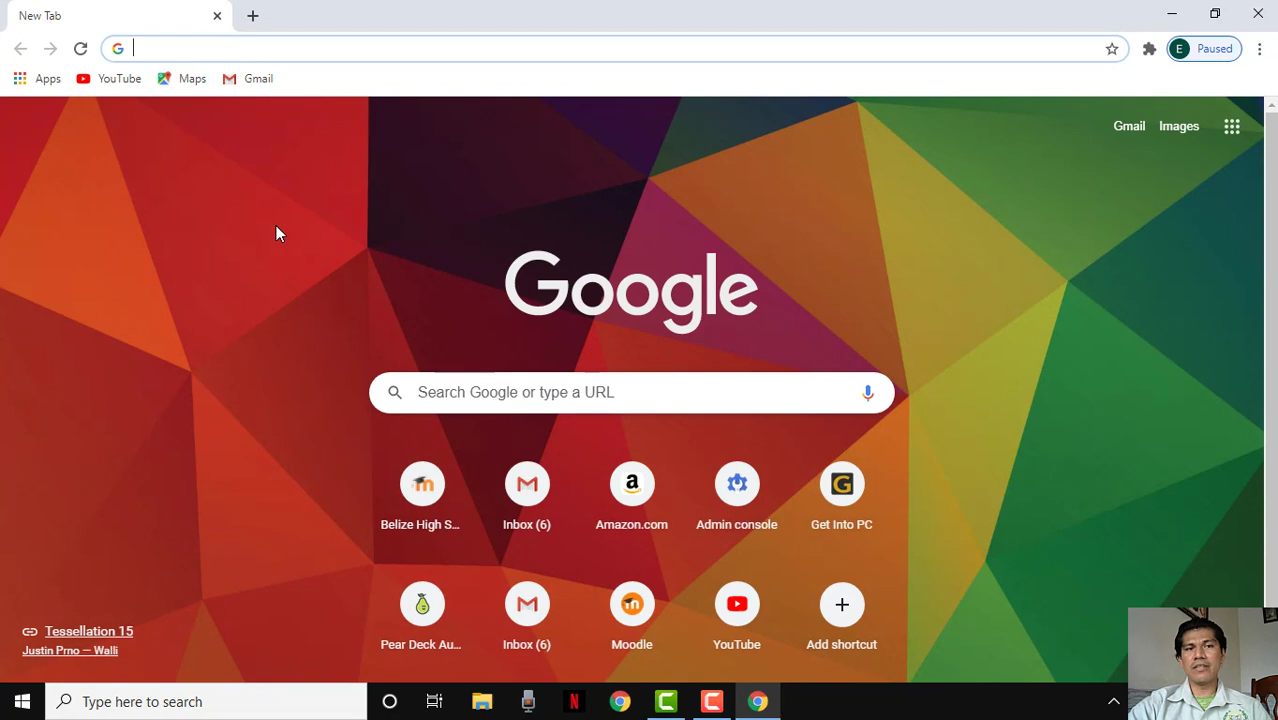 New Tab
E Paused
Apps YouTube Maps Gmail
Gmail Images
Google
Search Google or type a URL
Belize High S... Inbox (6) Amazon.com Admin console Get Into PC
Pear Deck Au... Inbox (6) Moodle YouTube Add shortcut
Tessellation 15
Justin Prno — Walli
Type here to search